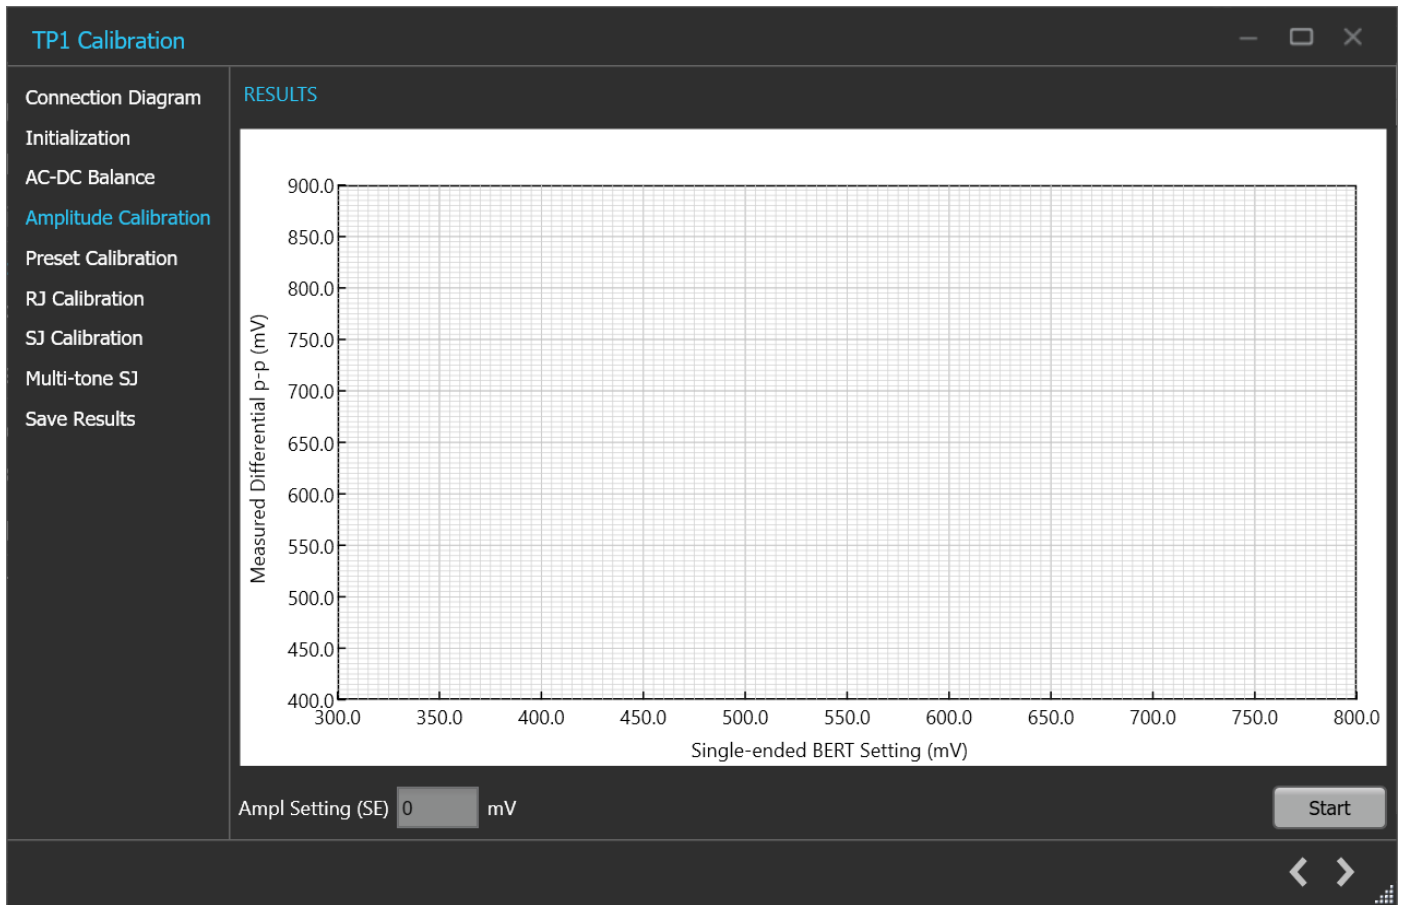 TP1 Calibration
Connection Diagram
Initialization
AC-DC Balance
Amplitude Calibration
Preset Calibration
RJ Calibration
SJ Calibration
Multi-tone SJ
Save Results
RESULTS
Measured Differential p-p (mV)
900.0
850.0
800.0
750.0
700.0
650.0
600.0
550.0
500.0
450.0
400.0
300.0 350.0 400.0 450.0 500.0 550.0 600.0 650.0 700.0 750.0 800.0
Single-ended BERT Setting (mV)
Ampl Setting (SE) 0 mV
Start